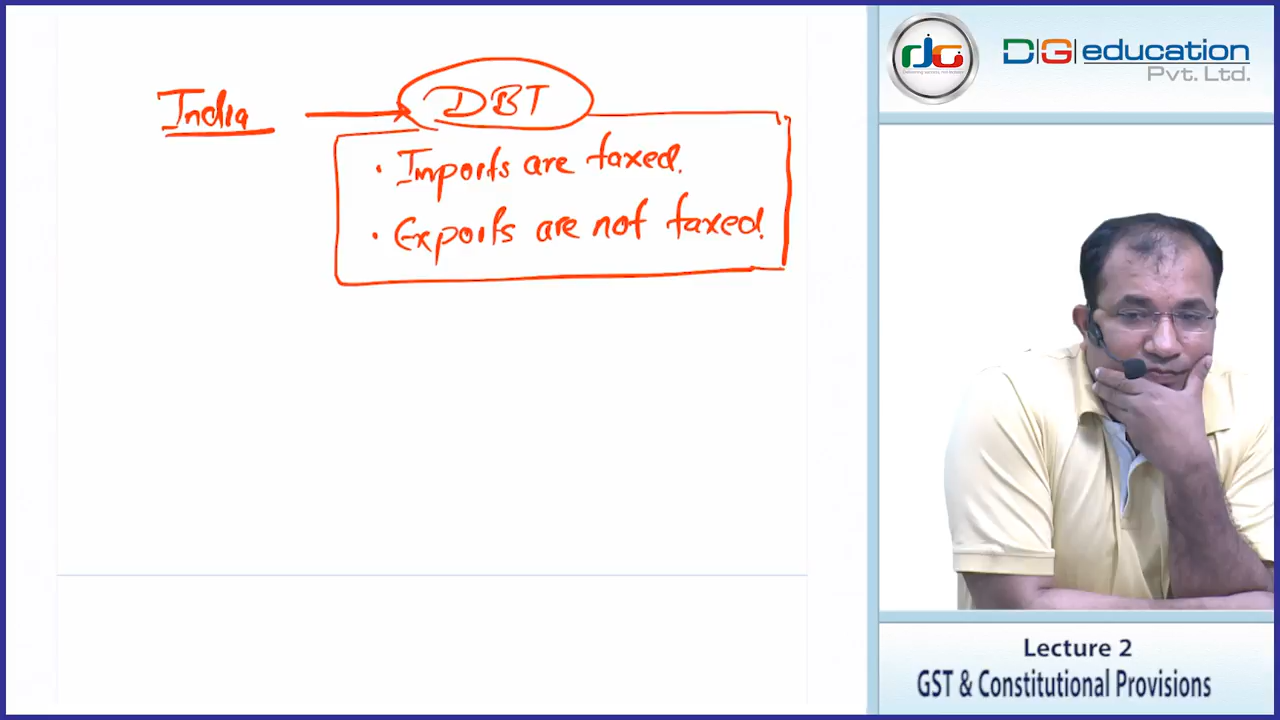 India
DBT
• Imports are taxed.
• Exports are not taxed.
DG education
Pvt. Ltd.
Lecture 2
GST & Constitutional Provisions